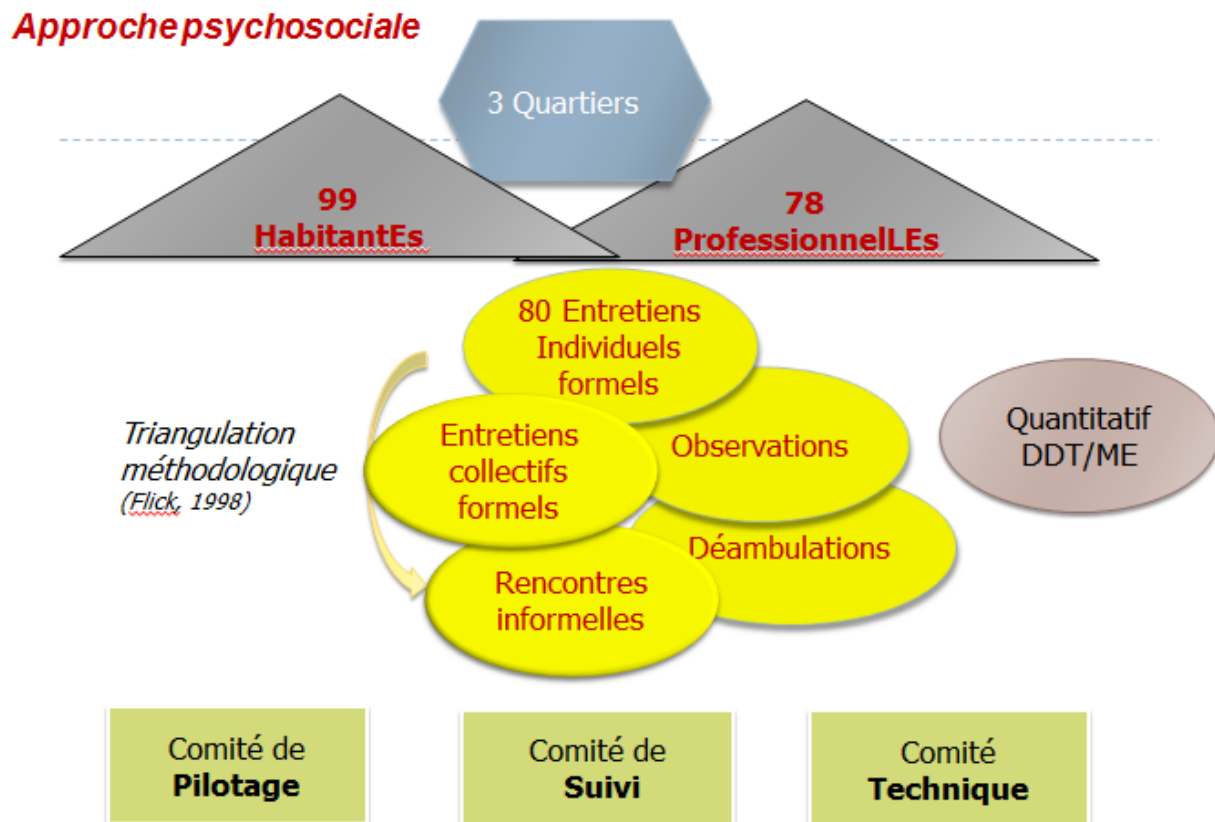 Approche psychosociale
3 Quartiers
99
HabitantEs
78
ProfessionnelLEs
80 Entretiens
Individuels
formels
Triangulation
méthodologique
(Flick, 1998)
Entretiens
collectifs
formels
Observations
Quantitatif
DDT/ME
Déambulations
Rencontres
informelles
Comité de
Pilotage
Comité de
Suivi
Comité
Technique